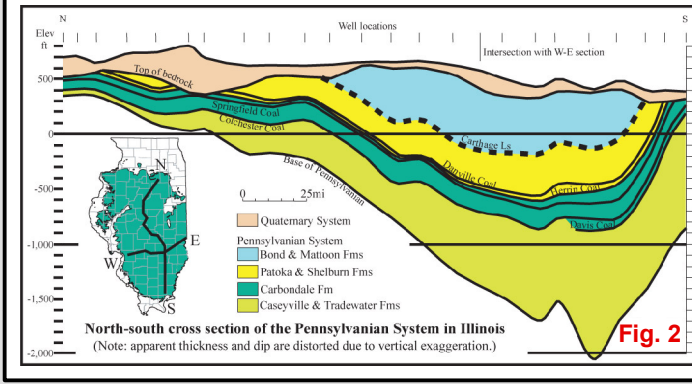 N
Well locations
S
Elev
ft
Intersection with W-E section
500
Top of bedrock
Springfield Coal
Colchester Coal
0
Carthage Ls
Base of Pennsylvanian
Danville Coal
Herrin Coal
Davis Coal
-500
-1,000
-1,500
-2,000
N
E
W
S
0 25mi
Quaternary System
Pennsylvanian System
Bond & Mattoon Fms
Patoka & Shelburn Fms
Carbondale Fm
Caseyville & Tradewater Fms
North-south cross section of the Pennsylvanian System in Illinois
(Note: apparent thickness and dip are distorted due to vertical exaggeration.)
Fig. 2